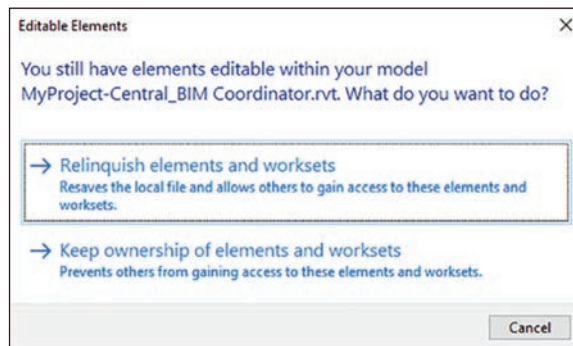 Editable Elements
You still have elements editable within your model
MyProject-Central_BIM Coordinator.rvt. What do you want to do?
Relinquish elements and worksets
Resaves the local file and allows others to gain access to these elements and
worksets.
Keep ownership of elements and worksets
Prevents others from gaining access to these elements and worksets.
Cancel